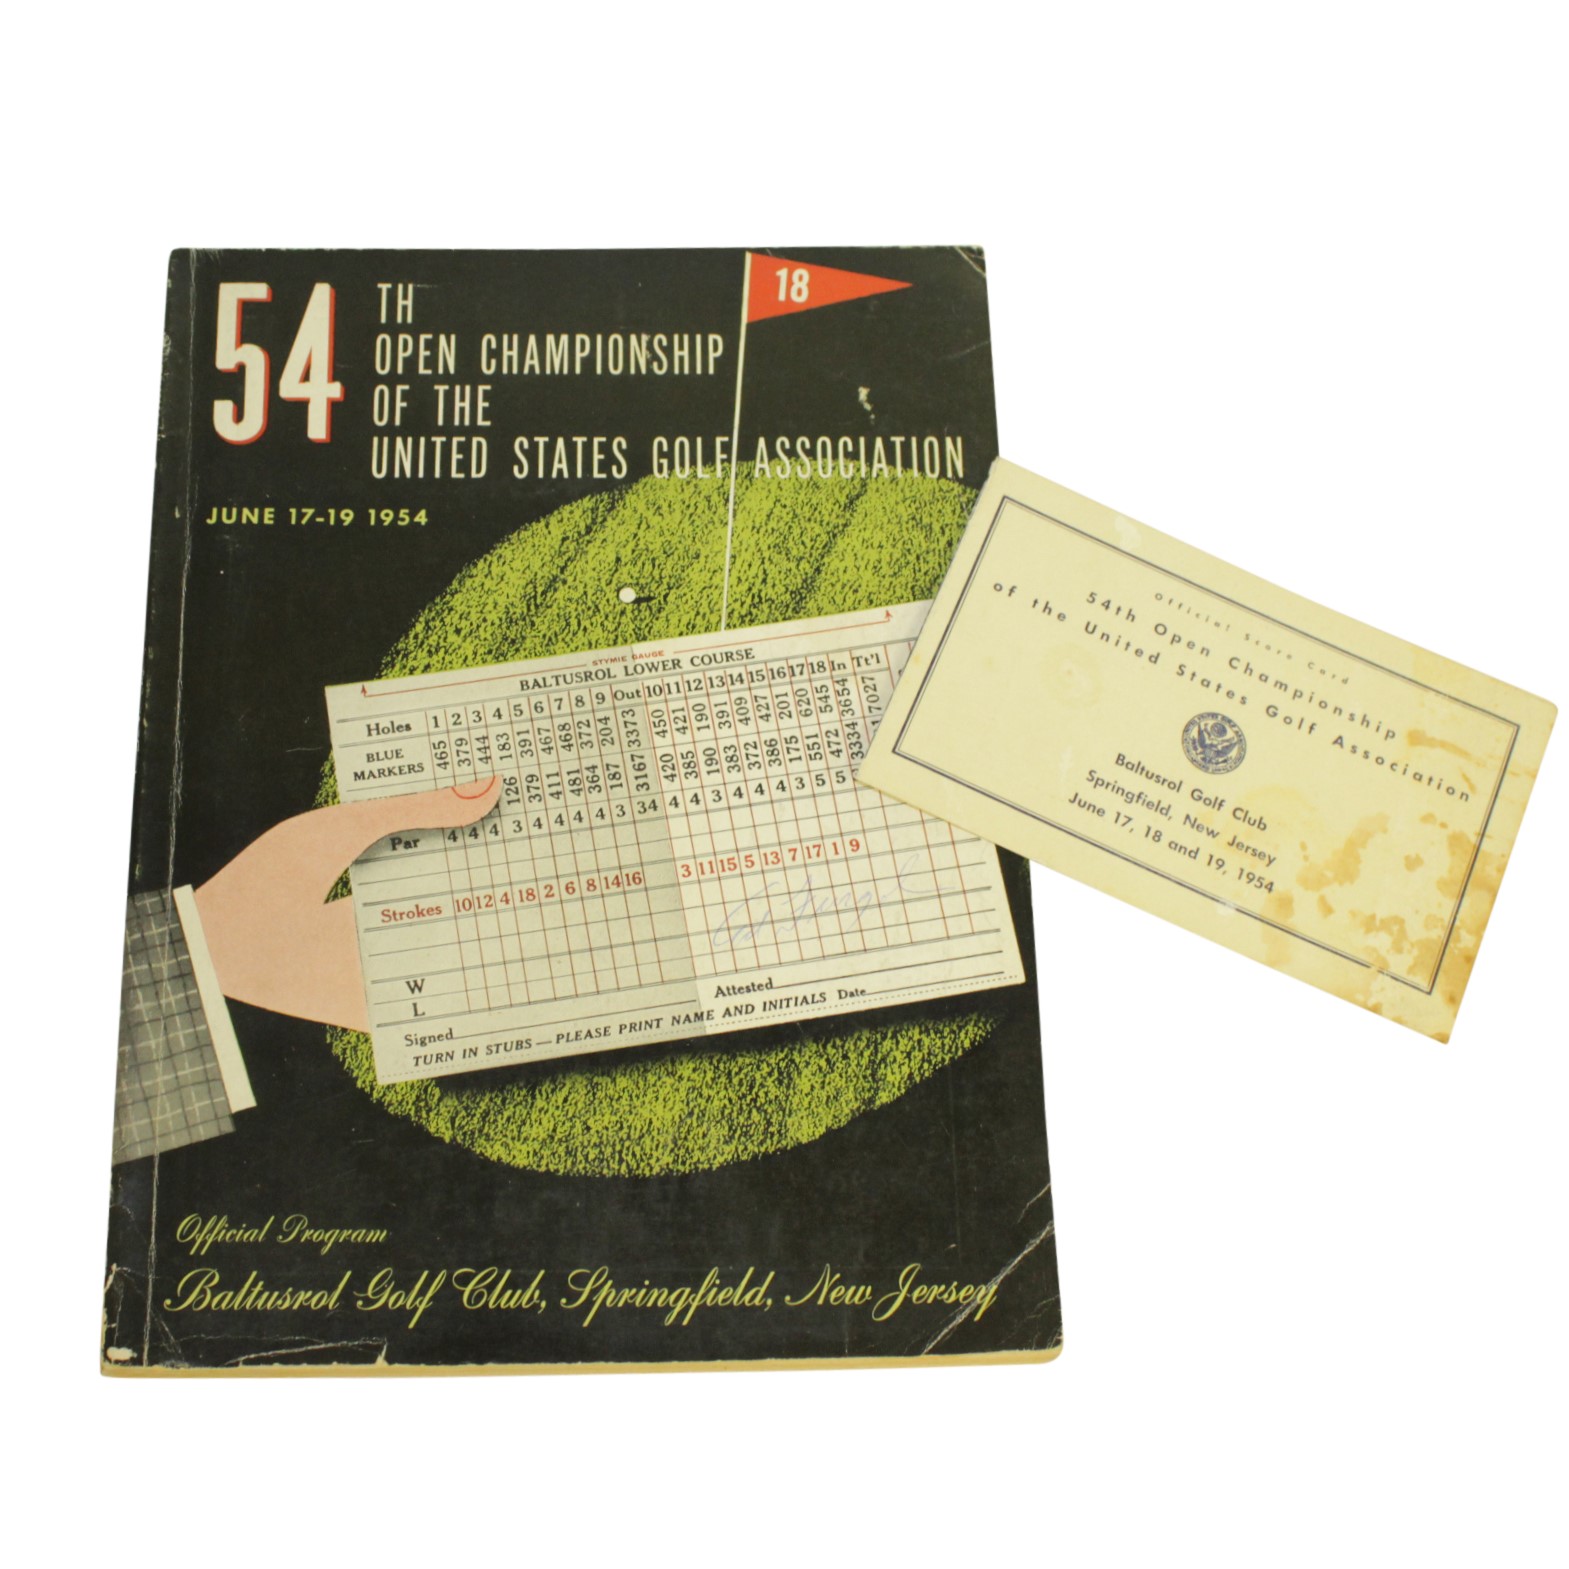 54 TH
OPEN CHAMPIONSHIP
OF THE
UNITED STATES GOLF ASSOCIATION
JUNE 17-19 1954
18
STYMIE GAUGE
BALTUSROL LOWER COURSE
Holes 1 2 3 4 5 6 7 8 9 Out 10 11 12 13 14 15 16 17 18 In Tt'l
BLUE MARKERS 465 379 444 183 391 467 468 372 204 3373 450 421 190 391 409 427 201 620 545 3654 7027
126 379 411 481 364 187 3167 420 385 190 383 372 386 175 551 472 3334
Par 4 4 4 3 4 4 4 4 3 34 4 4 3 4 4 4 3 5 5
Strokes 10 12 4 18 2 6 8 14 16 3 11 15 5 13 7 17 1 9
W
L
Attested
Signed Date
TURN IN STUBS — PLEASE PRINT NAME AND INITIALS
Official Program
Baltusrol Golf Club, Springfield, New Jersey
Official Score Card
54th Open Championship
of the United States Golf Association
Baltusrol Golf Club
Springfield, New Jersey
June 17, 18 and 19, 1954